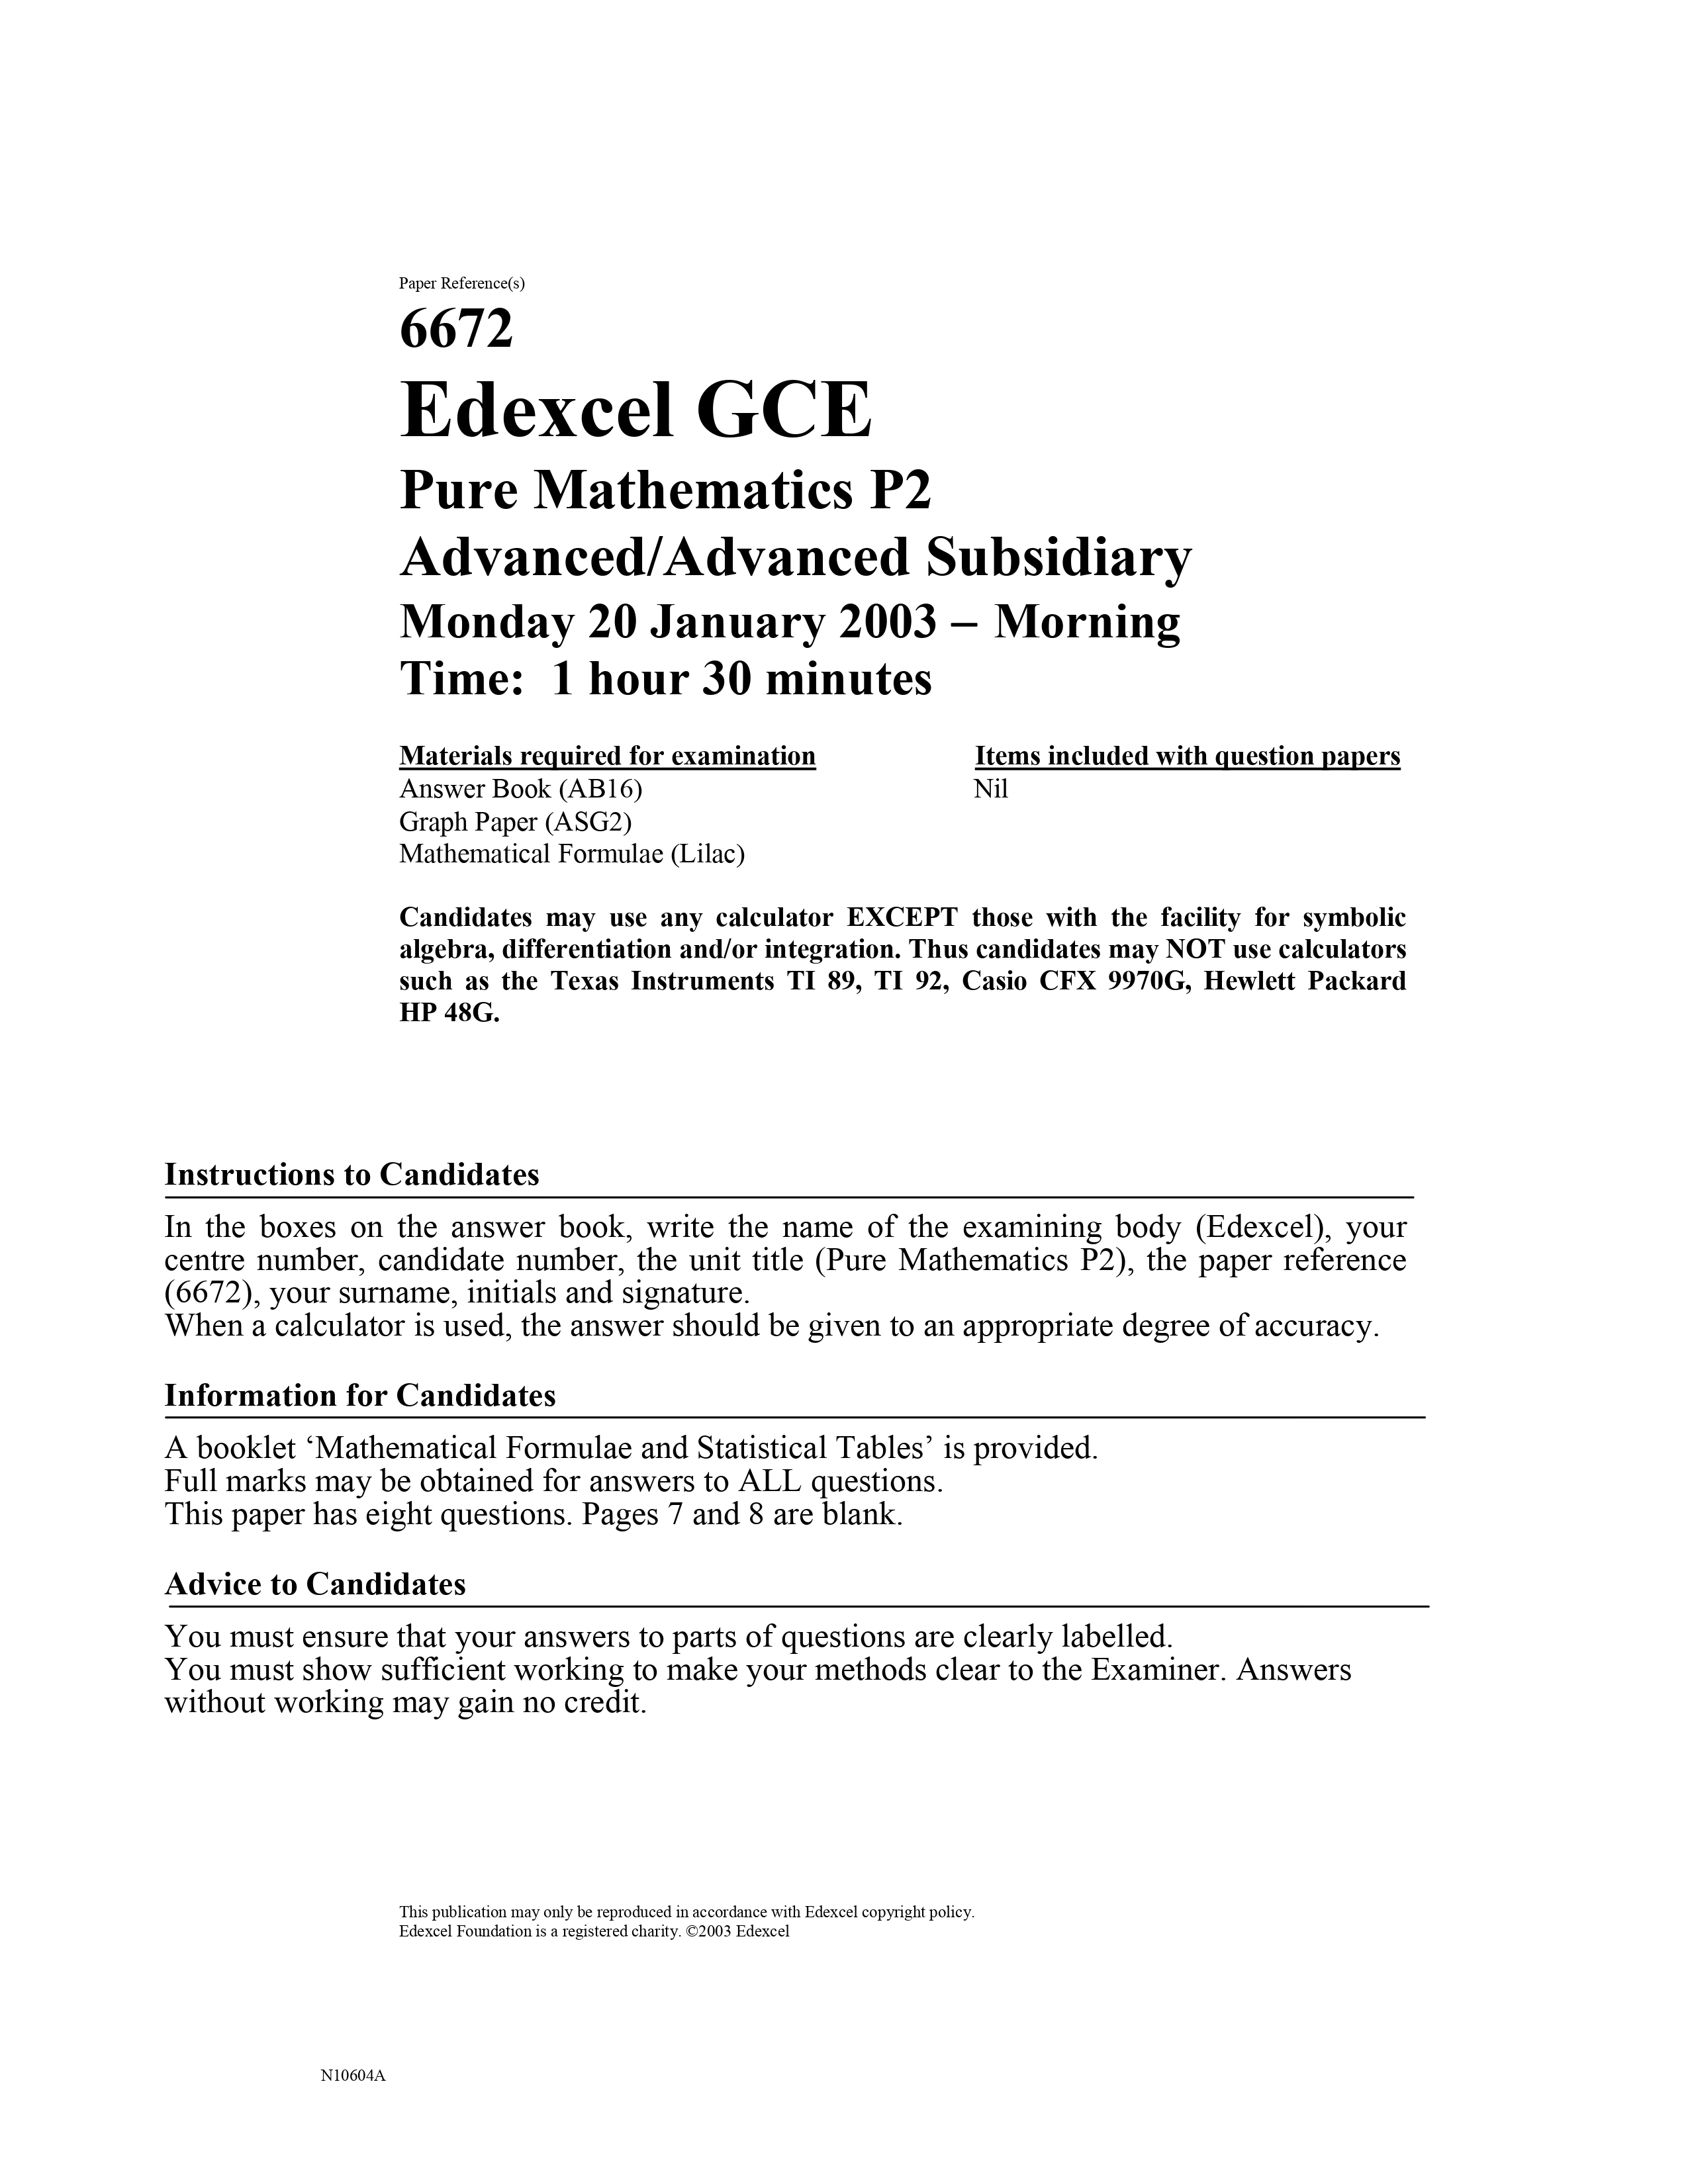 Paper Reference(s)
6672
Edexcel GCE
Pure Mathematics P2
Advanced/Advanced Subsidiary
Monday 20 January 2003 – Morning
Time: 1 hour 30 minutes
Materials required for examination Items included with question papers
Answer Book (AB16) Nil
Graph Paper (ASG2)
Mathematical Formulae (Lilac)
Candidates may use any calculator EXCEPT those with the facility for symbolic
algebra, differentiation and/or integration. Thus candidates may NOT use calculators
such as the Texas Instruments TI 89, TI 92, Casio CFX 9970G, Hewlett Packard
HP 48G.
Instructions to Candidates
In the boxes on the answer book, write the name of the examining body (Edexcel), your
centre number, candidate number, the unit title (Pure Mathematics P2), the paper reference
(6672), your surname, initials and signature.
When a calculator is used, the answer should be given to an appropriate degree of accuracy.
Information for Candidates
A booklet ‘Mathematical Formulae and Statistical Tables’ is provided.
Full marks may be obtained for answers to ALL questions.
This paper has eight questions. Pages 7 and 8 are blank.
Advice to Candidates
You must ensure that your answers to parts of questions are clearly labelled.
You must show sufficient working to make your methods clear to the Examiner. Answers
without working may gain no credit.
This publication may only be reproduced in accordance with Edexcel copyright policy.
Edexcel Foundation is a registered charity. ©2003 Edexcel
N10604A